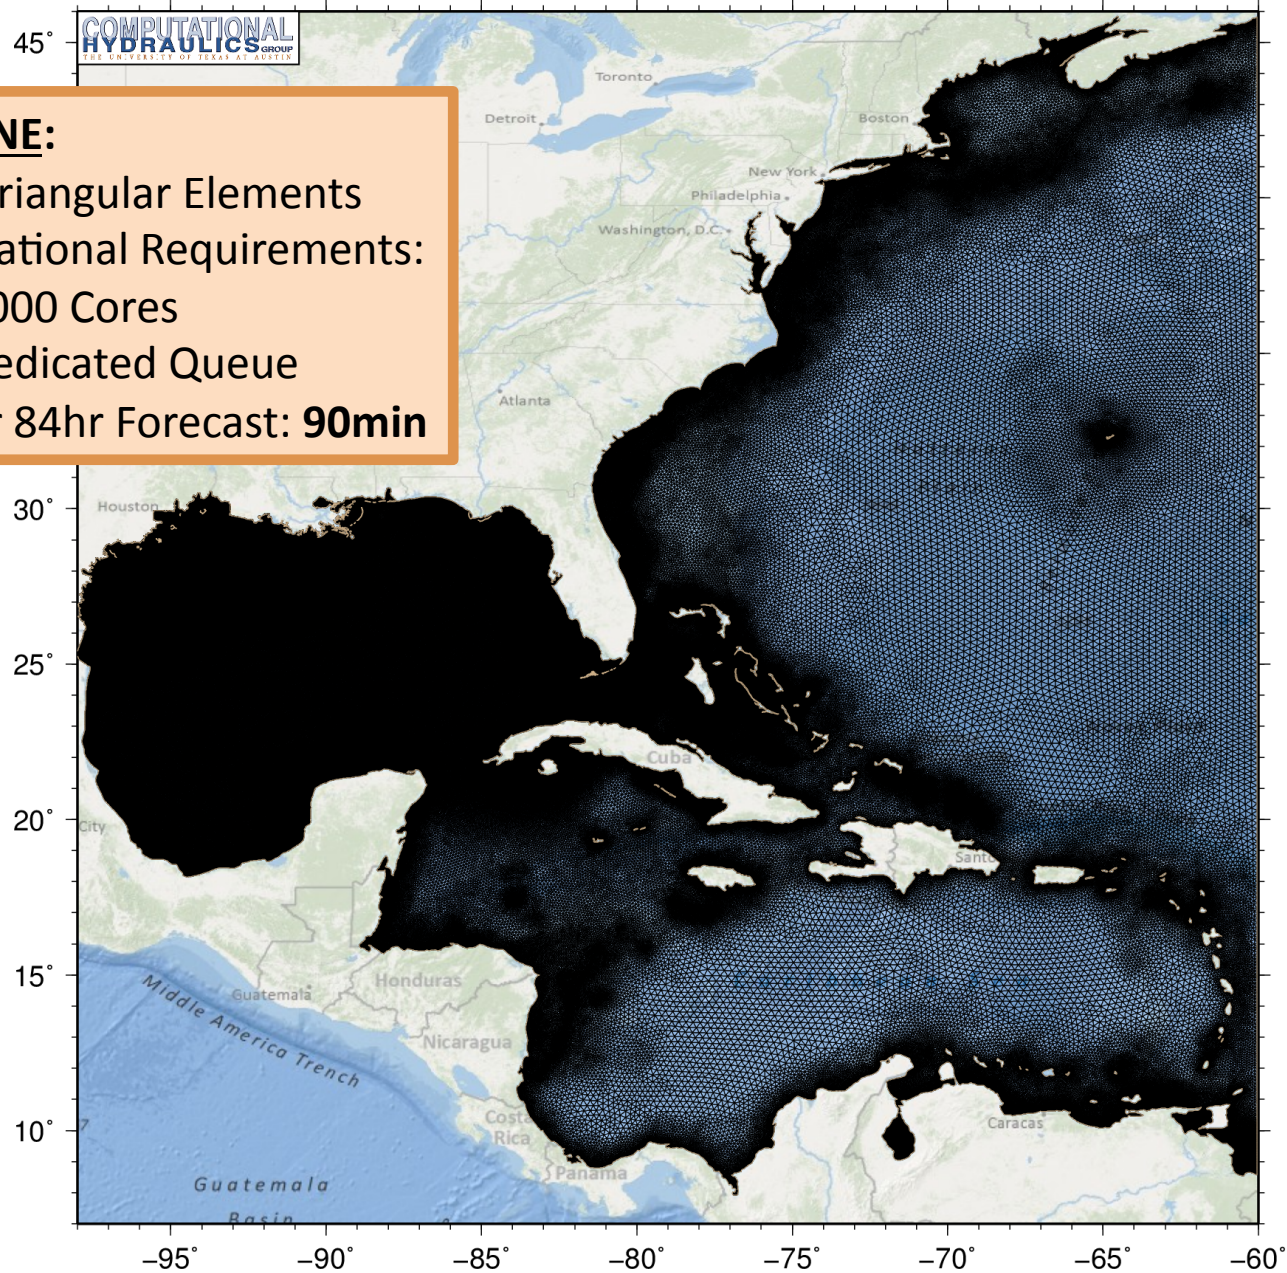 COMPUTATIONAL
HYDRAULICS GROUP
THE UNIVERSITY OF TEXAS AT AUSTIN
NE:
riangular Elements
ational Requirements:
000 Cores
edicated Queue
r 84hr Forecast: 90min
45°
30°
25°
20°
15°
10°
Toronto
Detroit
Boston
New York
Philadelphia
Washington, D.C.
Atlanta
Houston
Cuba
City
Santo
Honduras
Guatemala
Middle America Trench
Nicaragua
Costa
Rica
Caracas
Panama
Guatemala
Basin
7
−95°
−90°
−85°
−80°
−75°
−70°
−65°
−60°